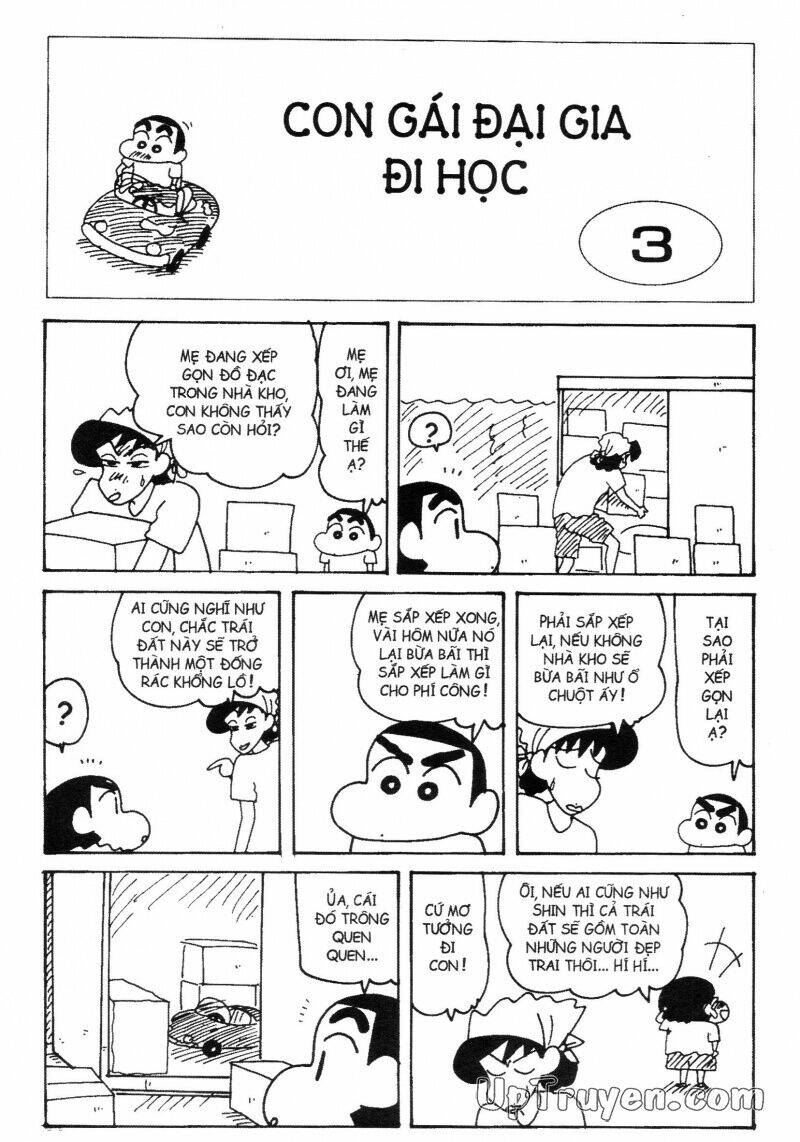 CON GÁI ĐẠI GIA
ĐI HỌC
3
?
MẸ
ƠI, MẸ
ĐANG
LÀM
GÌ
THẾ
Ạ?
MẸ ĐANG XẾP
GỌN ĐỒ ĐẠC
TRONG NHÀ KHO,
CON KHÔNG THẤY
SAO CÒN HỎI?
TẠI
SAO
PHẢI
XẾP
GỌN
LẠI
Ạ?
PHẢI SẮP XẾP
LẠI, NẾU KHÔNG
NHÀ KHO SẼ
BỪA BÃI NHƯ Ổ
CHUỘT ẤY!
MẸ SẮP XẾP XONG,
VÀI HÔM NỮA NÓ
LẠI BỪA BÃI THÌ
SẮP XẾP LÀM GÌ
CHO PHÍ CÔNG!
AI CŨNG NGHĨ NHƯ
CON, CHẮC TRÁI
ĐẤT NÀY SẼ TRỞ
THÀNH MỘT ĐỐNG
RÁC KHỔNG LỒ!
?
ÔI, NẾU AI CŨNG NHƯ
SHIN THÌ CẢ TRÁI
ĐẤT SẼ GỒM TOÀN
NHỮNG NGƯỜI ĐẸP
TRAI THÔI... HÌ HÍ...
CỨ MƠ
TƯỞNG
ĐI
CON!
ỦA, CÁI
ĐÓ TRÔNG
QUEN
QUEN...
UpTruyen.com